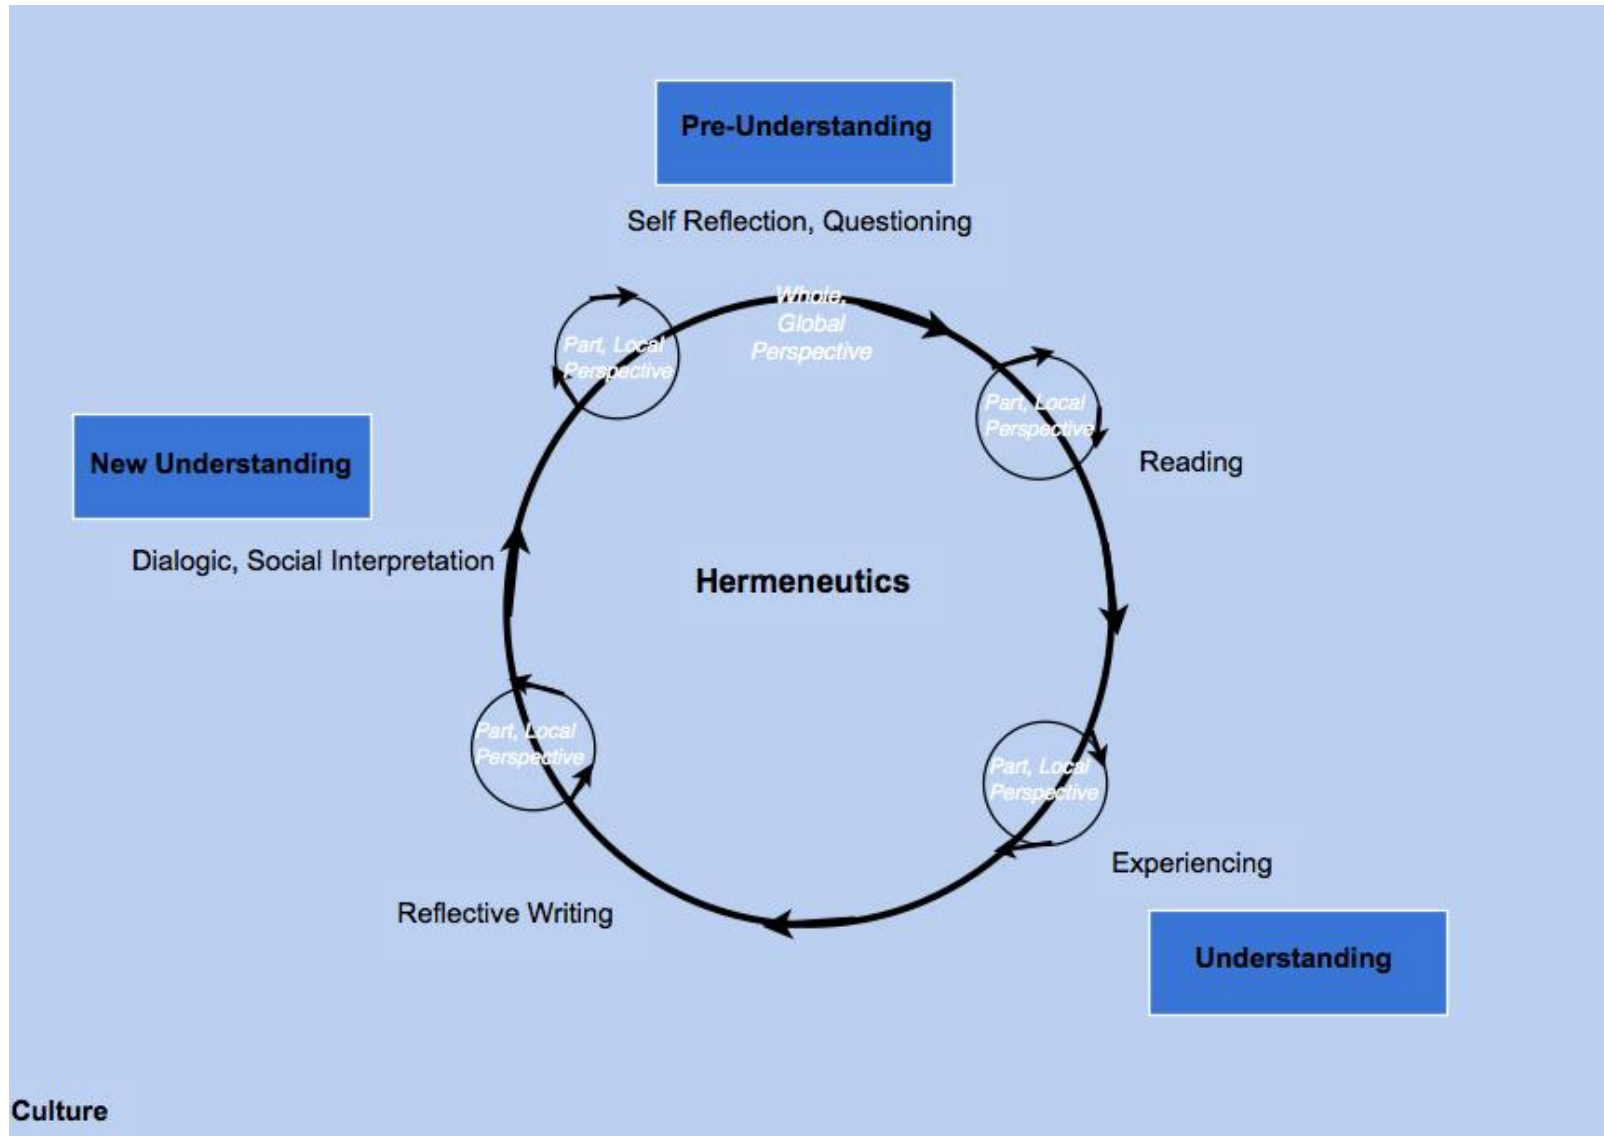 Pre-Understanding
Self Reflection, Questioning
Whole,
Global
Perspective
Part, Local
Perspective
Part, Local
Perspective
New Understanding
Reading
Dialogic, Social Interpretation
Hermeneutics
Part, Local
Perspective
Part, Local
Perspective
Experiencing
Reflective Writing
Understanding
Culture